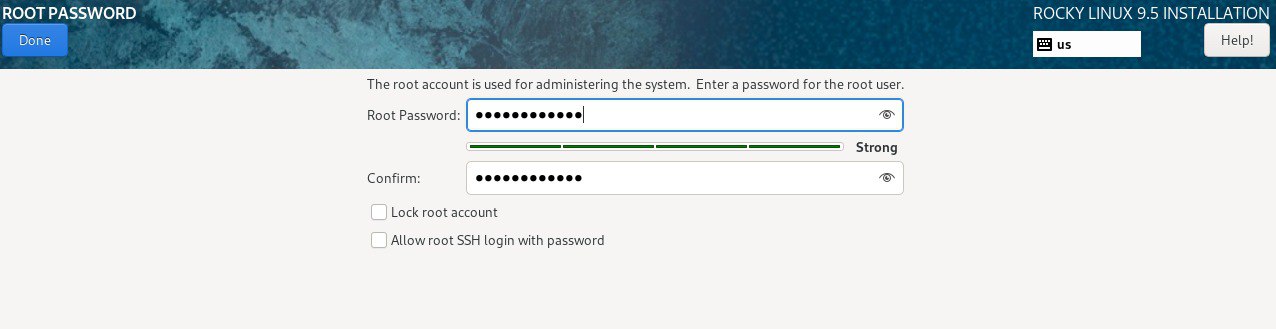 ROOT PASSWORD
ROCKY LINUX 9.5 INSTALLATION
Done
us
Help!
The root account is used for administering the system. Enter a password for the root user.
Root Password: ●●●●●●●●●●●●
Strong
Confirm: ●●●●●●●●●●●●
Lock root account
Allow root SSH login with password